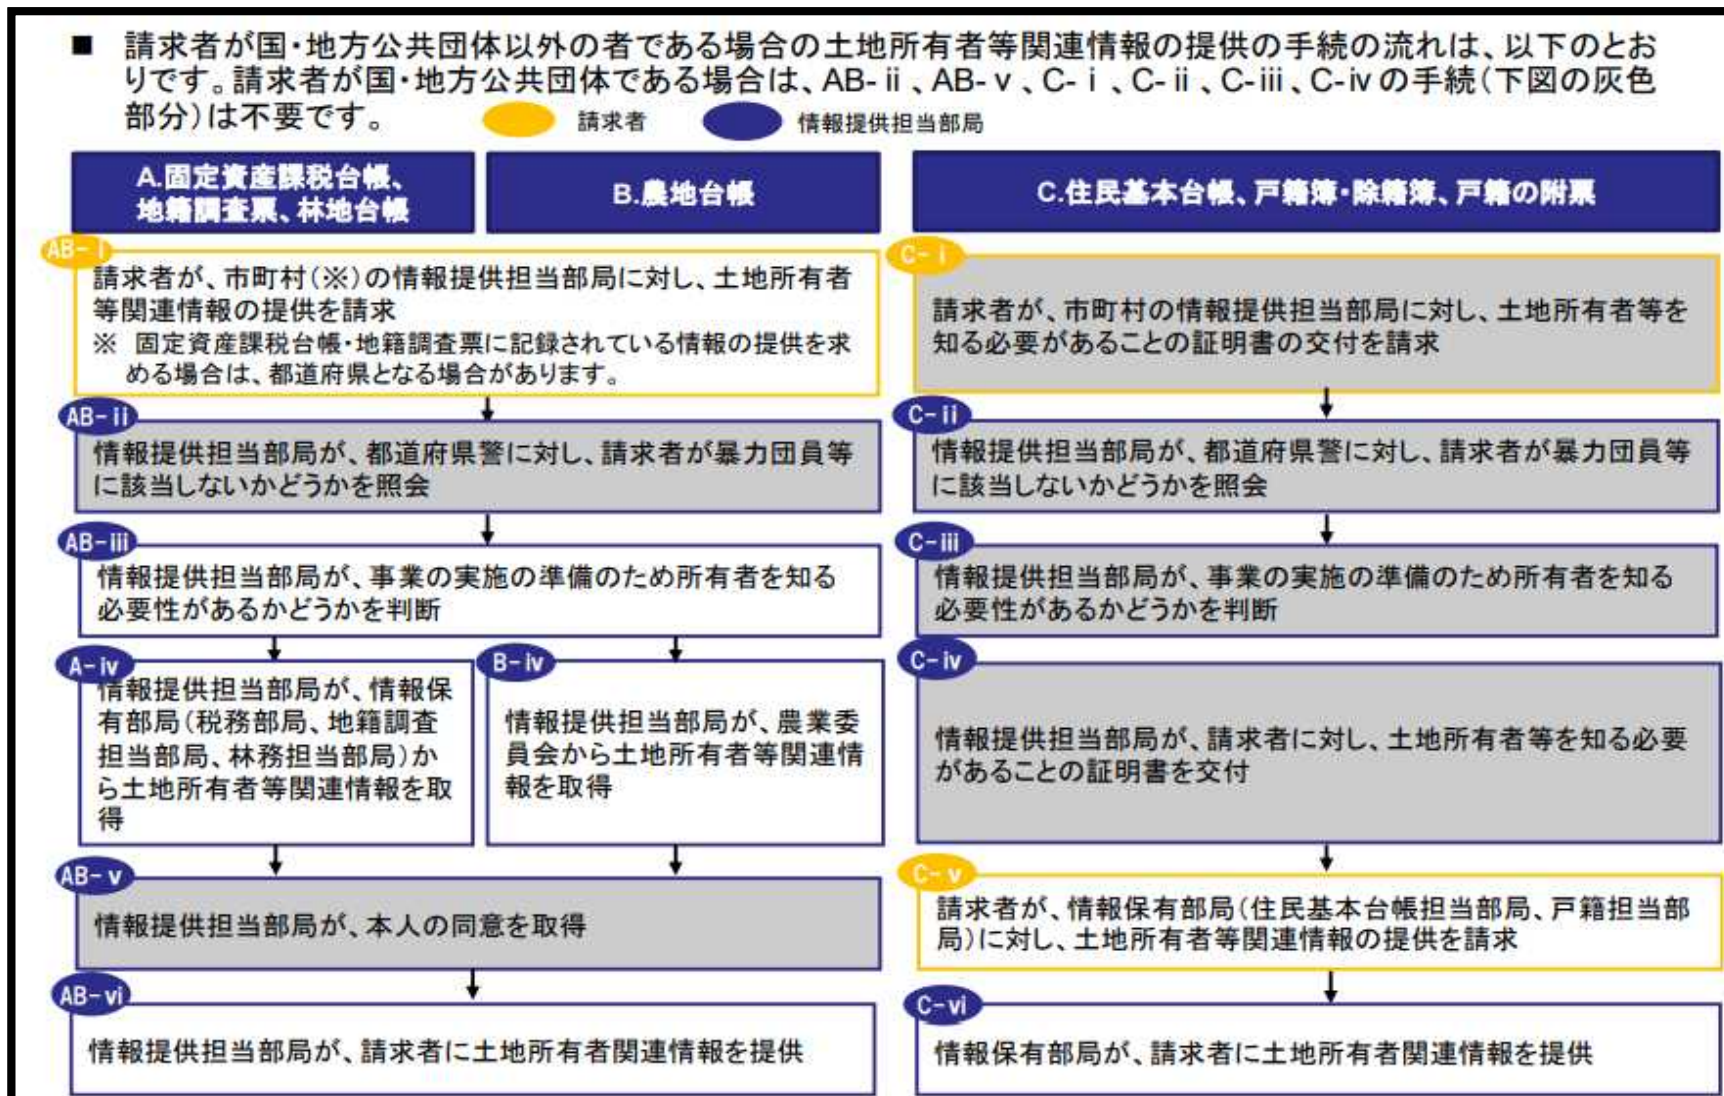 ■ 請求者が国・地方公共団体以外の者である場合の土地所有者等関連情報の提供の手続の流れは、以下のとお
りです。請求者が国・地方公共団体である場合は、AB-ⅱ、AB-ⅴ、C-ⅰ、C-ⅱ、C-ⅲ、C-ⅳの手続(下図の灰色
部分)は不要です。
請求者
情報提供担当部局
A.固定資産課税台帳、
地籍調査票、林地台帳
B.農地台帳
C.住民基本台帳、戸籍簿・除籍簿、戸籍の附票
AB-ⅰ
請求者が、市町村(※)の情報提供担当部局に対し、土地所有者
等関連情報の提供を請求
※ 固定資産課税台帳・地籍調査票に記録されている情報の提供を求
める場合は、都道府県となる場合があります。
AB-ⅱ
情報提供担当部局が、都道府県警に対し、請求者が暴力団員等
に該当しないかどうかを照会
AB-ⅲ
情報提供担当部局が、事業の実施の準備のため所有者を知る
必要性があるかどうかを判断
A-ⅳ
情報提供担当部局が、情報保
有部局(税務部局、地籍調査
担当部局、林務担当部局)か
ら土地所有者等関連情報を取
得
B-ⅳ
情報提供担当部局が、農業委
員会から土地所有者等関連情
報を取得
AB-ⅴ
情報提供担当部局が、本人の同意を取得
AB-ⅵ
情報提供担当部局が、請求者に土地所有者関連情報を提供
C-ⅰ
請求者が、市町村の情報提供担当部局に対し、土地所有者等を
知る必要があることの証明書の交付を請求
C-ⅱ
情報提供担当部局が、都道府県警に対し、請求者が暴力団員等
に該当しないかどうかを照会
C-ⅲ
情報提供担当部局が、事業の実施の準備のため所有者を知る
必要性があるかどうかを判断
C-ⅳ
情報提供担当部局が、請求者に対し、土地所有者等を知る必要
があることの証明書を交付
C-ⅴ
請求者が、情報保有部局(住民基本台帳担当部局、戸籍担当部
局)に対し、土地所有者等関連情報の提供を請求
C-ⅵ
情報保有部局が、請求者に土地所有者関連情報を提供